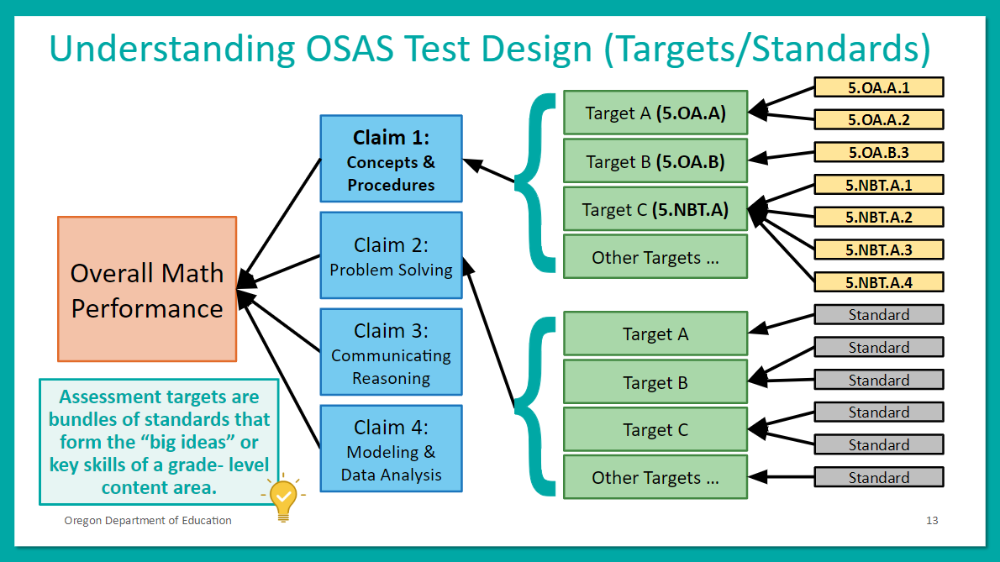 Understanding OSAS Test Design (Targets/Standards)
Overall Math
Performance
Assessment targets are
bundles of standards that
form the “big ideas” or
key skills of a grade- level
content area.
Claim 1:
Concepts &
Procedures
Claim 2:
Problem Solving
Claim 3:
Communicating
Reasoning
Claim 4:
Modeling &
Data Analysis
Target A (5.OA.A)
Target B (5.OA.B)
Target C (5.NBT.A)
Other Targets ...
Target A
Target B
Target C
Other Targets ...
5.OA.A.1
5.OA.A.2
5.OA.B.3
5.NBT.A.1
5.NBT.A.2
5.NBT.A.3
5.NBT.A.4
Standard
Standard
Standard
Standard
Standard
Standard
Oregon Department of Education
13